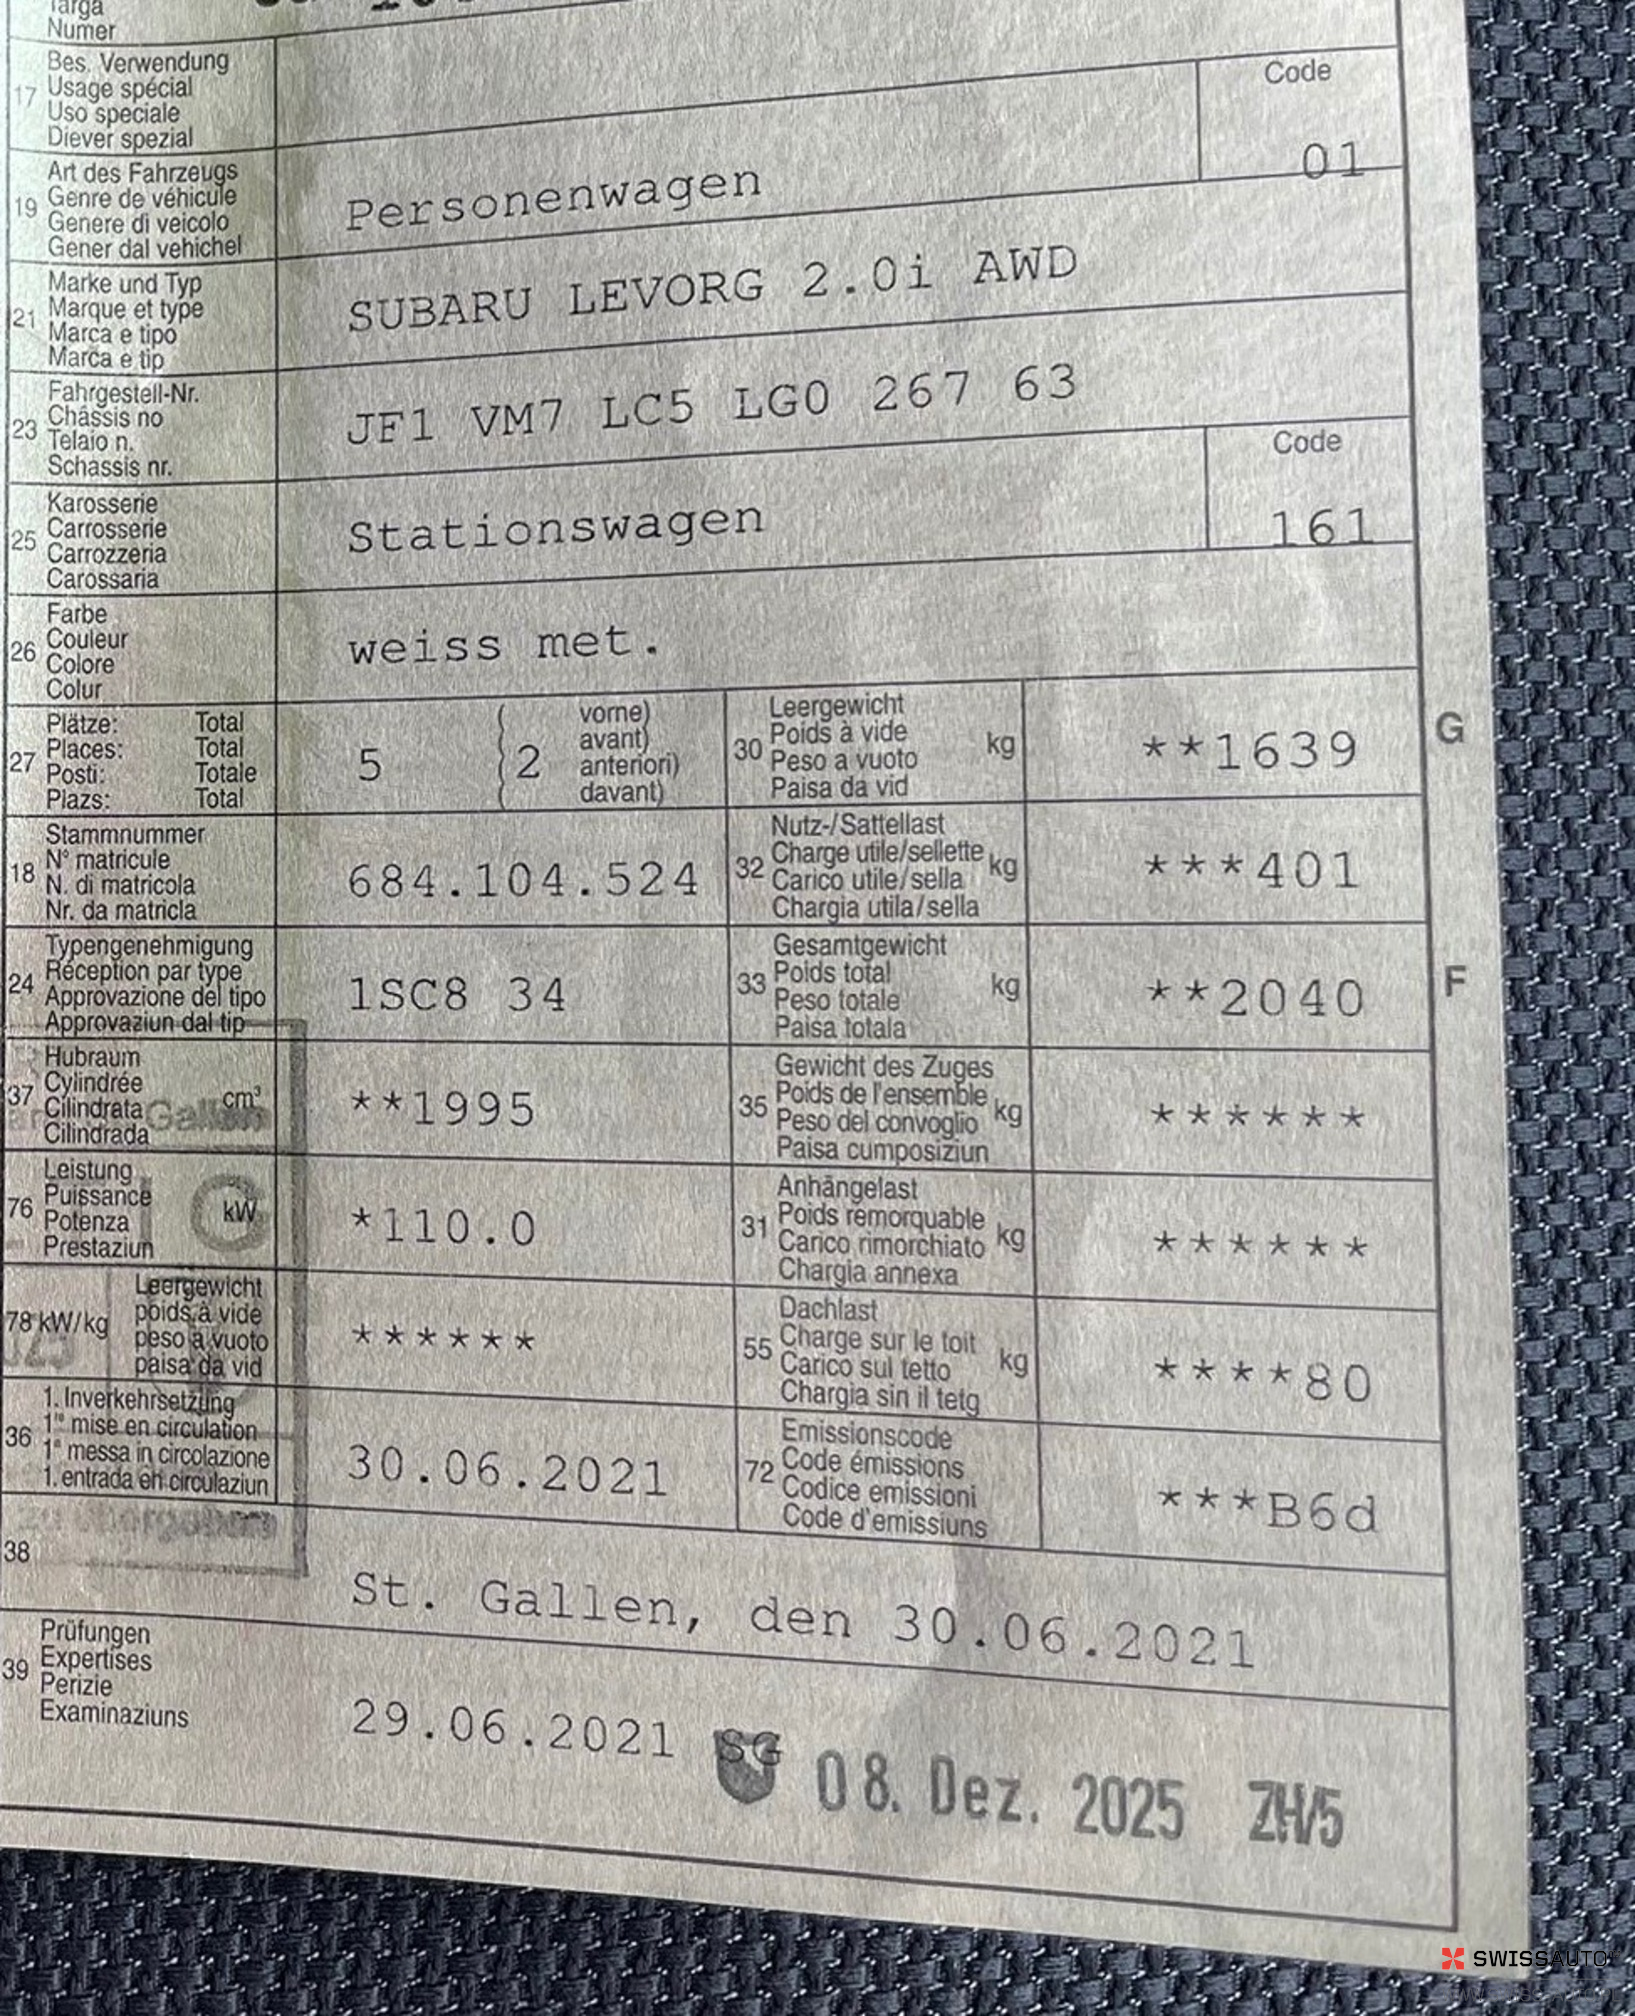 Targa
Numer
17 Bes. Verwendung
Usage spécial
Uso speciale
Diever spezial
Code
19 Art des Fahrzeugs
Genre de véhicule
Genere di veicolo
Gener dal vehichel
Personenwagen 01
21 Marke und Typ
Marque et type
Marca e tipo
Marca e tip
SUBARU LEVORG 2.0i AWD
23 Fahrgestell-Nr.
Châssis no
Telaio n.
Schassis nr.
JF1 VM7 LC5 LG0 267 63
Code
25 Karosserie
Carrosserie
Carrozzeria
Carossaria
Stationswagen 161
26 Farbe
Couleur
Colore
Colur
weiss met.
27 Plätze: Total
Places: Total
Posti: Totale
Plazs: Total
5 ( 2 vorne)
avant)
anteriori)
davant)
30 Leergewicht
Poids à vide
Peso a vuoto
Paisa da vid
kg **1639 G
18 Stammnummer
N° matricule
N. di matricola
Nr. da matricla
684.104.524
32 Nutz-/Sattellast
Charge utile/sellette
Carico utile/sella
Chargia utila/sella
kg ***401
24 Typengenehmigung
Réception par type
Approvazione del tipo
Approvaziun dal tip
1SC8 34
33 Gesamtgewicht
Poids total
Peso totale
Paisa totala
kg **2040 F
37 Hubraum
Cylindrée
Cilindrata
Cilindrada
cm³ **1995
Gallen
35 Gewicht des Zuges
Poids de l'ensemble
Peso del convoglio
Paisa cumposiziun
kg ******
76 Leistung
Puissance
Potenza
Prestaziun
kW *110.0
31 Anhängelast
Poids remorquable
Carico rimorchiato
Chargia annexa
kg ******
78 kW/kg Leergewicht
poids à vide
peso a vuoto
paisa da vid
******
55 Dachlast
Charge sur le toit
Carico sul tetto
Chargia sin il tetg
kg ****80
36 1. Inverkehrsetzung
1re mise en circulation
1a messa in circolazione
1. entrada en circulaziun
30.06.2021
72 Emissionscode
Code émissions
Codice emissioni
Code d'emissiuns
***B6d
38
St. Gallen, den 30.06.2021
39 Prüfungen
Expertises
Perizie
Examinaziuns
29.06.2021 SG 08. Dez. 2025 ZH/5
SWISSAUTO